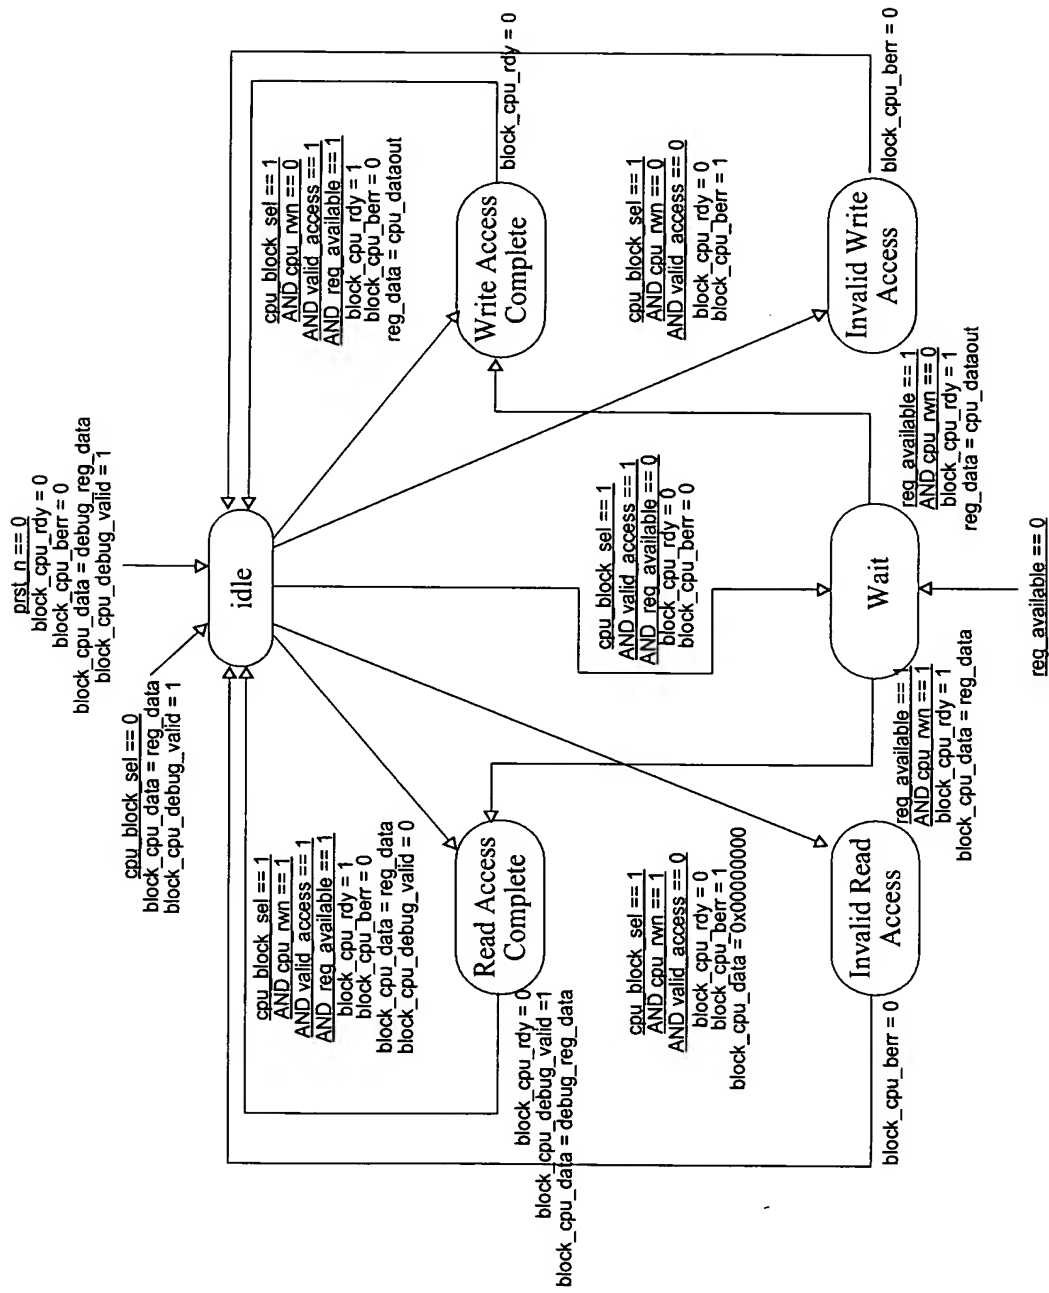 prst_n == 0
block_cpu_rdy = 0
block_cpu_berr = 0
block_cpu_data = debug_reg_data
block_cpu_debug_valid = 1
cpu_block_sel == 0
block_cpu_data = reg_data
block_cpu_debug_valid = 1
idle
cpu_block_sel == 1
AND cpu_rwn == 1
AND valid_access == 1
AND reg_available == 1
block_cpu_rdy = 1
block_cpu_berr = 0
block_cpu_data = reg_data
block_cpu_debug_valid = 0
cpu_block_sel == 1
AND cpu_rwn == 0
AND valid_access == 1
AND reg_available == 1
block_cpu_rdy = 1
block_cpu_berr = 0
reg_data = cpu_dataout
Read Access
Complete
Write Access
Complete
block_cpu_rdy = 0
block_cpu_rdy = 0
block_cpu_debug_valid =1
block_cpu_data = debug_reg_data
cpu_block_sel == 1
AND valid_access == 1
AND reg_available == 0
block_cpu_rdy = 0
block_cpu_berr = 0
cpu_block_sel == 1
AND cpu_rwn == 1
AND valid_access == 0
block_cpu_rdy = 0
block_cpu_berr = 1
block_cpu_data = 0x00000000
cpu_block_sel == 1
AND cpu_rwn == 0
AND valid_access == 0
block_cpu_rdy = 0
block_cpu_berr = 1
Invalid Read
Access
Wait
Invalid Write
Access
block_cpu_berr = 0
reg_available == 1
AND cpu_rwn == 1
block_cpu_rdy = 1
block_cpu_data = reg_data
reg_available == 1
AND cpu_rwn == 0
block_cpu_rdy = 1
reg_data = cpu_dataout
block_cpu_berr = 0
reg_available == 0